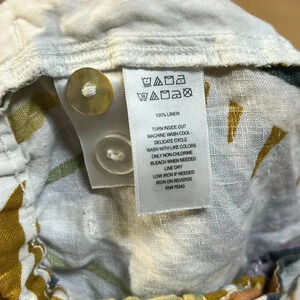 100% LINEN
TURN INSIDE OUT
MACHINE WASH COOL -
DELICATE CYCLE
WASH WITH LIKE COLORS
ONLY NON-CHLORINE
BLEACH WHEN NEEDED
LINE DRY
LOW IRON IF NEEDED
IRON ON REVERSE
RN# 75243